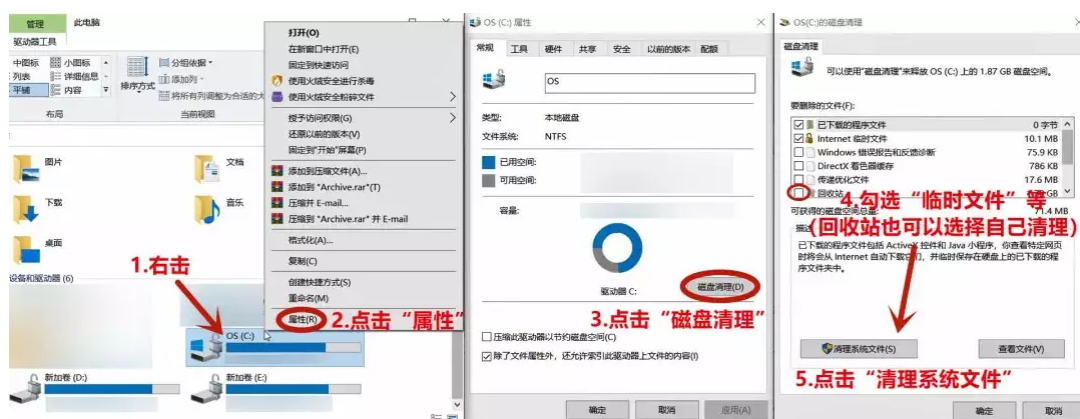 管理
此电脑
驱动器工具
中图标
小图标
列表
详细信息
平铺
内容
布局
排序方式
分组依据
添加列
将所有列调整为合适的大
当前视图
图片
文档
下载
音乐
桌面
设备和驱动器 (6)
1.右击
OS (C:)
新加卷 (D:)
新加卷 (E:)
打开(O)
在新窗口中打开(E)
固定到快速访问
使用火绒安全进行杀毒
使用火绒安全粉碎文件
授予访问权限(G)
还原以前的版本(V)
固定到"开始"屏幕(P)
添加到压缩文件(A)...
添加到 "Archive.rar"(T)
压缩并 E-mail...
压缩到 "Archive.rar" 并 E-mail
格式化(A)...
复制(C)
创建快捷方式(S)
重命名(M)
属性(R)
2.点击“属性”
OS (C:) 属性
常规
工具
硬件
共享
安全
以前的版本
配额
OS
类型:
本地磁盘
文件系统:
NTFS
已用空间:
可用空间:
容量:
驱动器 C:
磁盘清理(D)
3.点击“磁盘清理”
压缩此驱动器以节约磁盘空间(C)
除了文件属性外，还允许索引此驱动器上文件的内容(I)
确定
取消
应用(A)
OS(C:)的磁盘清理
磁盘清理
可以使用"磁盘清理"来释放 OS (C:) 上的 1.87 GB 磁盘空间。
要删除的文件(F):
已下载的程序文件 0 字节
Internet 临时文件 10.1 MB
Windows 错误报告和反馈诊断 75.9 KB
DirectX 着色器缓存 786 KB
传递优化文件 17.6 MB
回收站
GB
4.勾选“临时文件”等
可获得的磁盘空间总量:
71.4 MB
(回收站也可以选择自己清理)
描述
已下载的程序文件包括 ActiveX 控件和 Java 小程序，你查看特定网页
时将会从 Internet 自动下载它们，并临时保存在硬盘上的已下载的程
序文件夹中。
清理系统文件(S)
查看文件(V)
5.点击“清理系统文件”
确定
取消